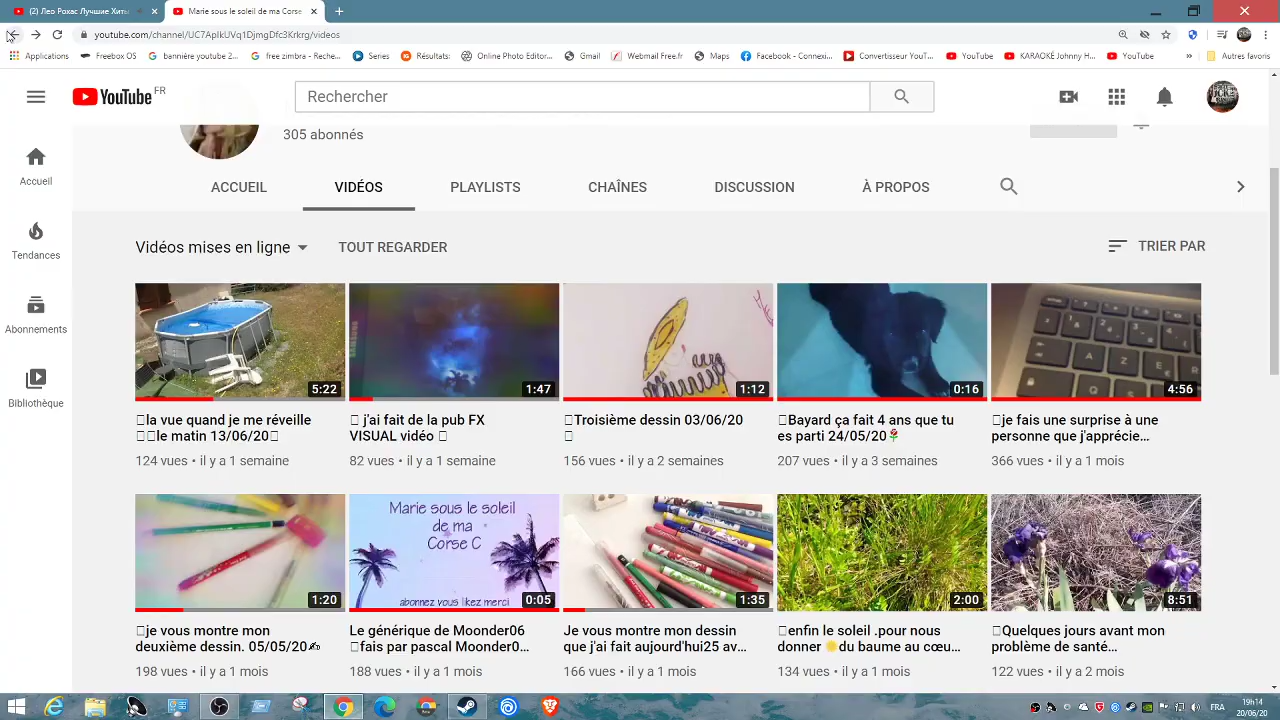 (2) Лео Рохас Лучшие Хиты
Marie sous le soleil de ma Corse
youtube.com/channel/UC7ApIkUVq1DjmgDfc3Krkrg/videos
Applications
Freebox OS
bannière youtube 2...
free zimbra - Reche...
Series
Résultats:
Online Photo Editor...
Gmail
Webmail Free.fr
Maps
Facebook - Connexi...
Convertisseur YouT...
YouTube
KARAOKÉ Johnny H...
YouTube
»
Autres favoris
YouTube FR
Rechercher
305 abonnés
Accueil
Tendances
Abonnements
Bibliothèque
ACCUEIL
VIDÉOS
PLAYLISTS
CHAÎNES
DISCUSSION
À PROPOS
Vidéos mises en ligne
TOUT REGARDER
TRIER PAR
5:22
1:47
1:12
0:16
4:56
la vue quand je me réveille
le matin 13/06/20
124 vues • il y a 1 semaine
j'ai fait de la pub FX
VISUAL vidéo
82 vues • il y a 1 semaine
Troisième dessin 03/06/20
156 vues • il y a 2 semaines
Bayard ça fait 4 ans que tu
es parti 24/05/20🌹
207 vues • il y a 3 semaines
je fais une surprise à une
personne que j'apprécie...
366 vues • il y a 1 mois
1:20
Marie sous le soleil
de ma
Corse C
abonnez vous likez merci
0:05
1:35
2:00
8:51
je vous montre mon
deuxième dessin. 05/05/20✍
198 vues • il y a 1 mois
Le générique de Moonder06
fais par pascal Moonder0...
188 vues • il y a 1 mois
Je vous montre mon dessin
que j'ai fait aujourd'hui25 av...
166 vues • il y a 1 mois
enfin le soleil .pour nous
donner ☀du baume au cœu...
134 vues • il y a 1 mois
Quelques jours avant mon
problème de santé...
122 vues • il y a 2 mois
FR
19h14
20/06/20